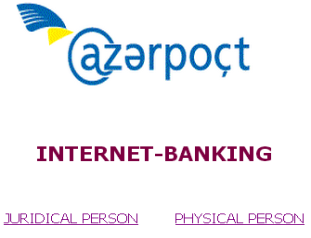 @azərpoçt
INTERNET-BANKING
JURIDICAL PERSON PHYSICAL PERSON